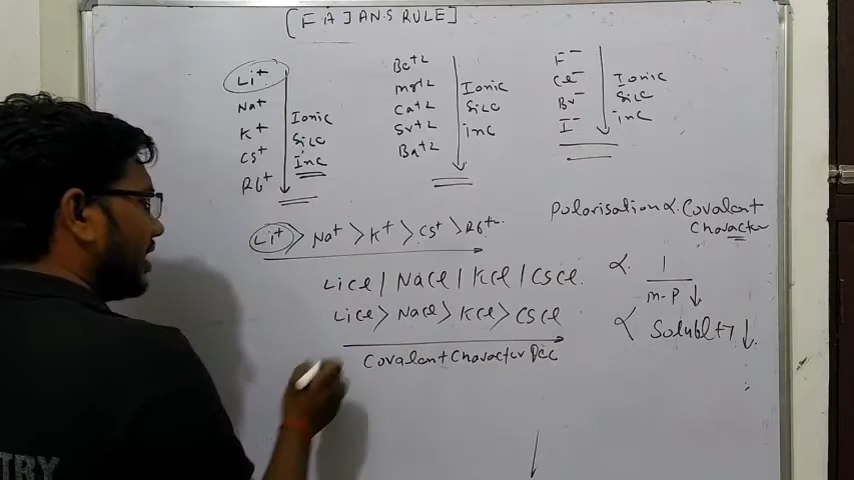 [FAJANS RULE]
Li+
Na+
K+
Cs+
Rb+
Ionic
Size
Inc
Be+2
Mg+2
Ca+2
Sr+2
Ba+2
Ionic
Size
inc
F-
Cl-
Br-
I-
Ionic
Size
inc
Li+ > Na+ > K+ > Cs+ > Rb+
Polarisation ∝ Covalent
Character
LiCl | NaCl | KCl | CsCl
∝ 1
m-p ↓
LiCl > NaCl > KCl > CsCl
∝ Solublty ↓
Covalent Character Dec
TRY